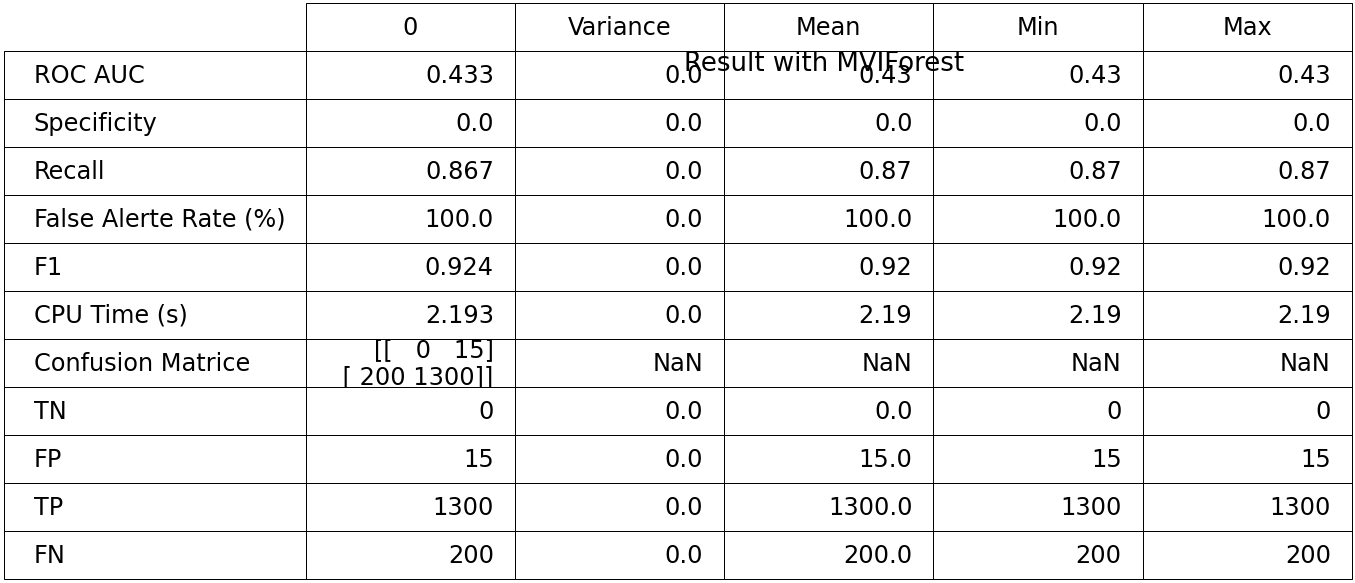 0 Variance Mean Min Max
Result with MVIForest
ROC AUC 0.433 0.0 0.43 0.43 0.43
Specificity 0.0 0.0 0.0 0.0 0.0
Recall 0.867 0.0 0.87 0.87 0.87
False Alerte Rate (%) 100.0 0.0 100.0 100.0 100.0
F1 0.924 0.0 0.92 0.92 0.92
CPU Time (s) 2.193 0.0 2.19 2.19 2.19
[[ 0 15]
Confusion Matrice NaN NaN NaN NaN
[ 200 1300]]
TN 0 0.0 0.0 0 0
FP 15 0.0 15.0 15 15
TP 1300 0.0 1300.0 1300 1300
FN 200 0.0 200.0 200 200